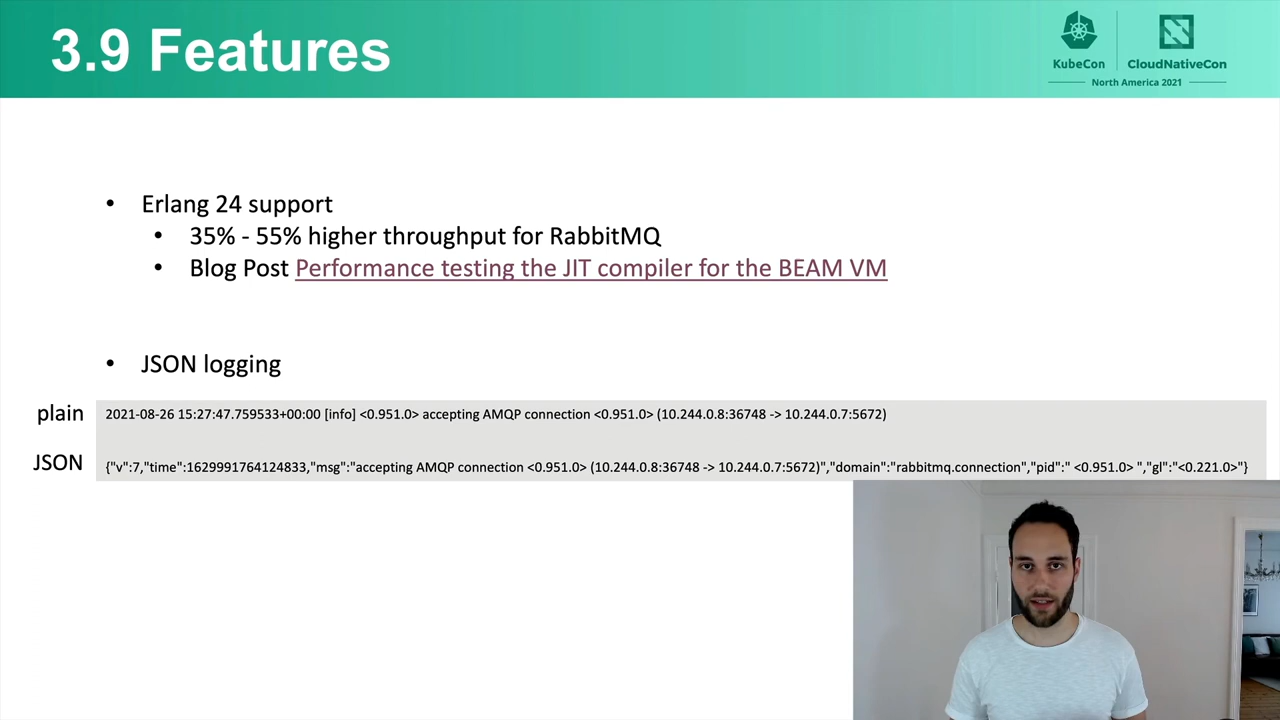 3.9 Features
KubeCon
CloudNativeCon
North America 2021
• Erlang 24 support
• 35% - 55% higher throughput for RabbitMQ
• Blog Post Performance testing the JIT compiler for the BEAM VM
• JSON logging
plain
2021-08-26 15:27:47.759533+00:00 [info] <0.951.0> accepting AMQP connection <0.951.0> (10.244.0.8:36748 -> 10.244.0.7:5672)
JSON
{"v":7,"time":1629991764124833,"msg":"accepting AMQP connection <0.951.0> (10.244.0.8:36748 -> 10.244.0.7:5672)","domain":"rabbitmq.connection","pid":" <0.951.0> ","gl":"<0.221.0>"}